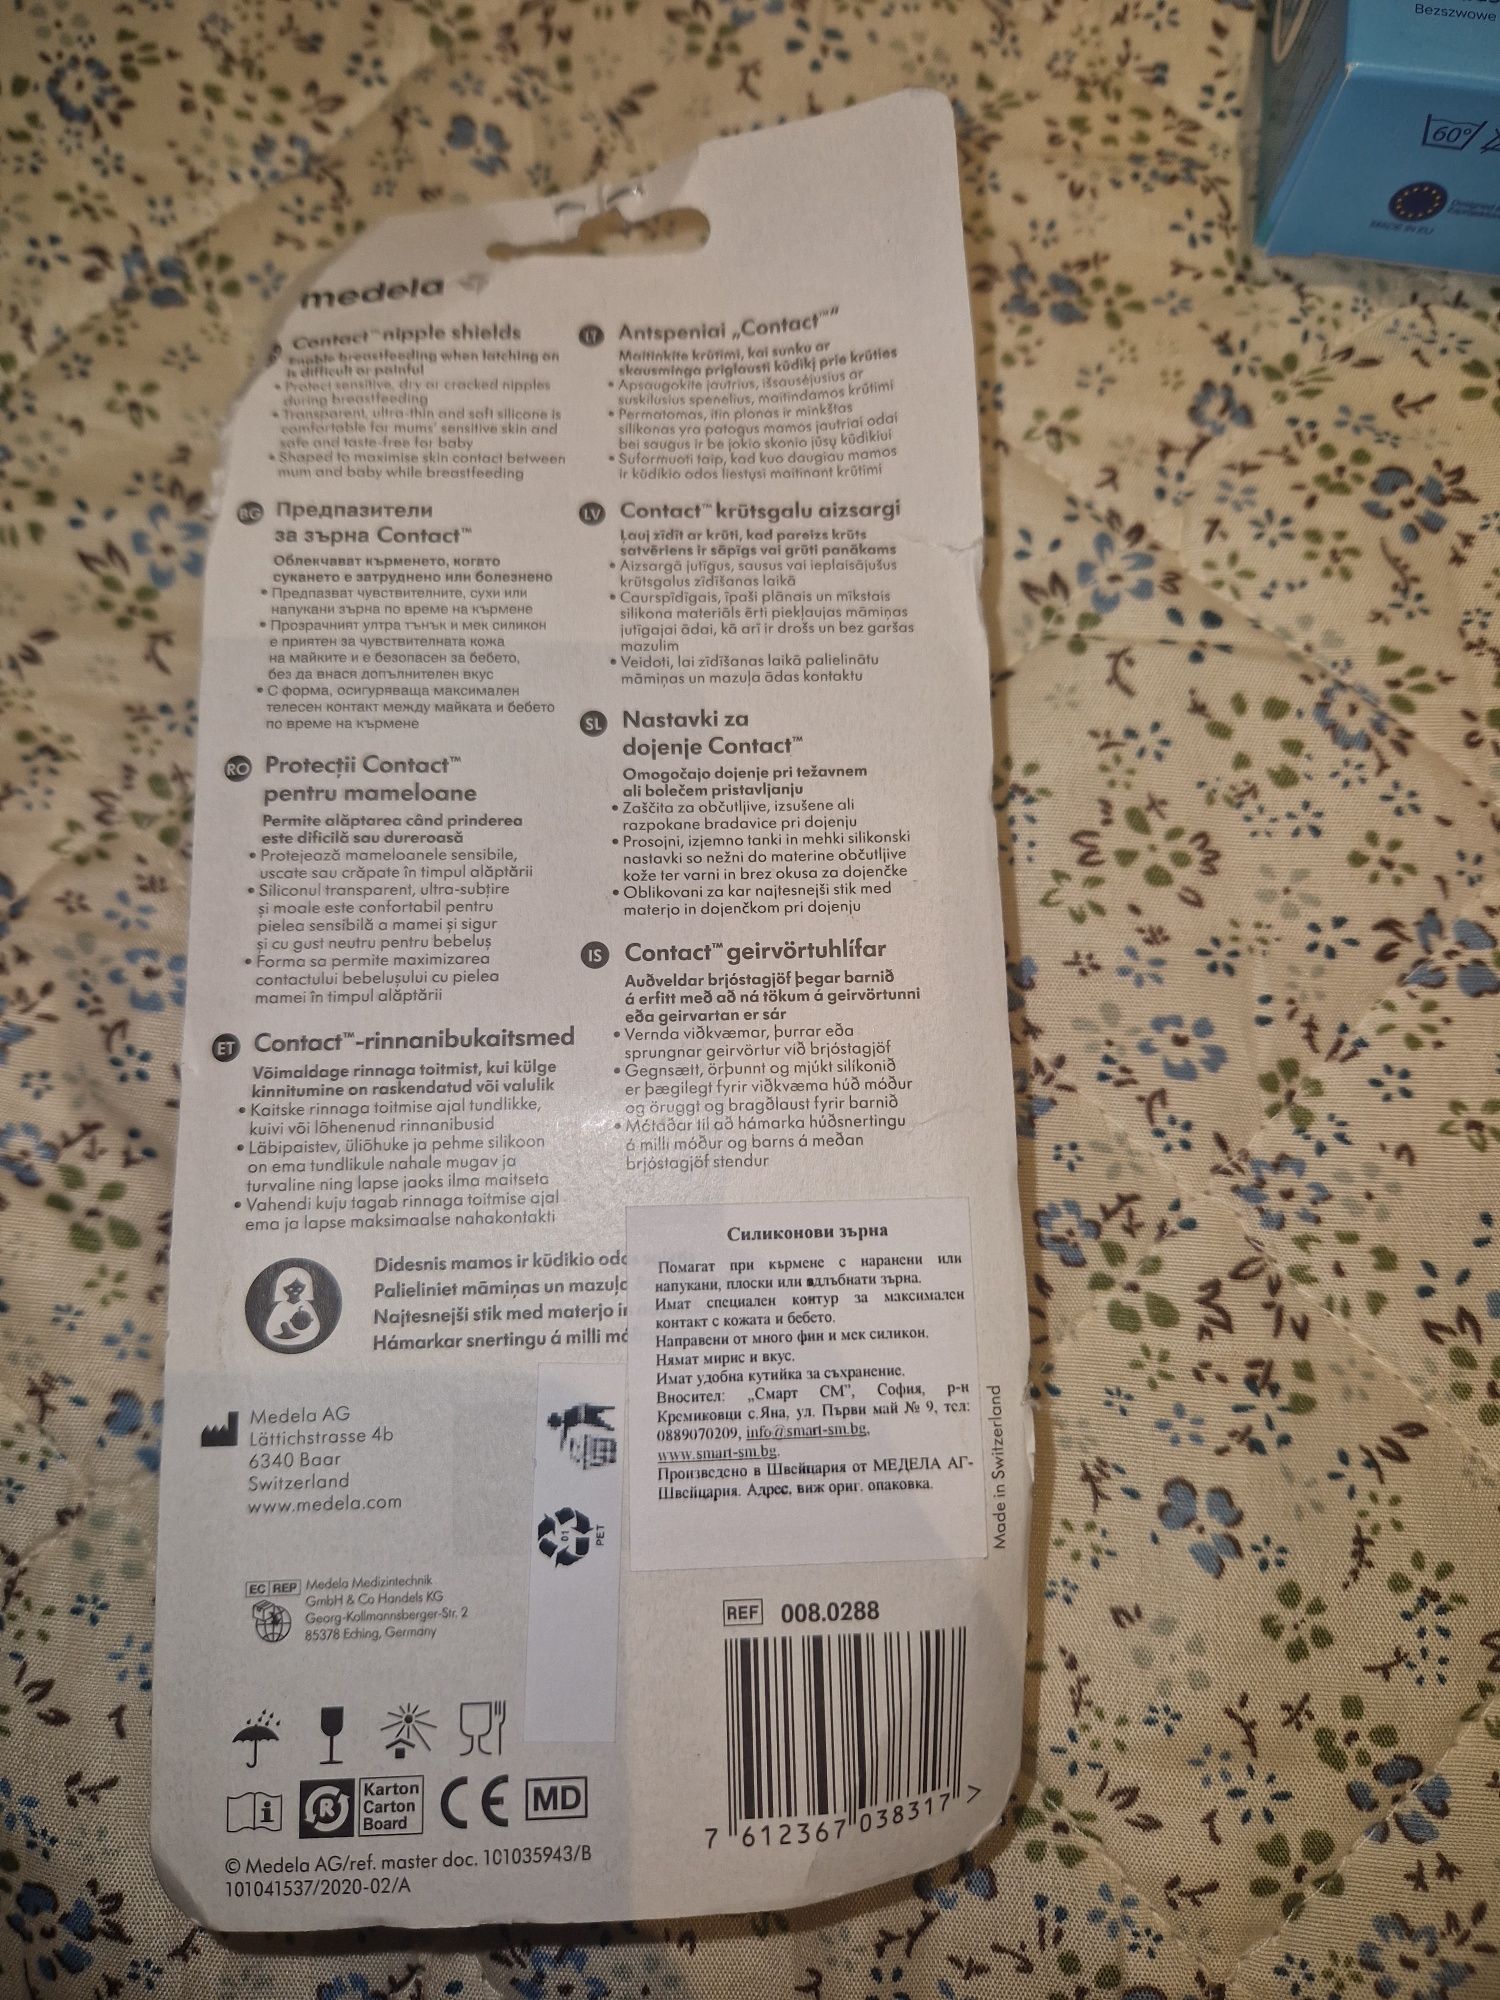 medela
Contact™ nipple shields
Enable breastfeeding when latching on
is difficult or painful
• Protect sensitive, dry or cracked nipples
during breastfeeding
• Transparent, ultra-thin and soft silicone is
comfortable for mums' sensitive skin and
safe and taste-free for baby
• Shaped to maximise skin contact between
mum and baby while breastfeeding
BG Предпазители
за зърна Contact™
Облекчават кърменето, когато
сукането е затруднено или болезнено
• Предпазват чувствителните, сухи или
напукани зърна по време на кърмене
• Прозрачният ултра тънък и мек силикон
е приятен за чувствителната кожа
на майките и е безопасен за бебето,
без да внася допълнителен вкус
• С форма, осигуряваща максимален
телесен контакт между майката и бебето
по време на кърмене
RO Protecții Contact™
pentru mameloane
Permite alăptarea când prinderea
este dificilă sau dureroasă
• Protejează mameloanele sensibile,
uscate sau crăpate în timpul alăptării
• Siliconul transparent, ultra-subțire
și moale este confortabil pentru
pielea sensibilă a mamei și sigur
și cu gust neutru pentru bebeluș
• Forma sa permite maximizarea
contactului bebelușului cu pielea
mamei în timpul alăptării
ET Contact™-rinnanibukaitsmed
Võimaldage rinnaga toitmist, kui külge
kinnitumine on raskendatud või valulik
• Kaitske rinnaga toitmise ajal tundlikke,
kuivi või lõhenenud rinnanibusid
• Läbipaistev, üliõhuke ja pehme silikoon
on ema tundlikule nahale mugav ja
turvaline ning lapse jaoks ilma maitseta
• Vahendi kuju tagab rinnaga toitmise ajal
ema ja lapse maksimaalse nahakontakti
LT Antspeniai „Contact™“
Maitinkite krūtimi, kai sunku ar
skausminga priglausti kūdikį prie krūties
• Apsaugokite jautrius, išsausėjusius ar
suskilusius spenelius, maitindamos krūtimi
• Permatomas, itin plonas ir minkštas
silikonas yra patogus mamos jautriai odai
bei saugus ir be jokio skonio jūsų kūdikiui
• Suformuoti taip, kad kuo daugiau mamos
ir kūdikio odos liestųsi maitinant krūtimi
LV Contact™ krūtsgalu aizsargi
Ļauj zīdīt ar krūti, kad pareizs krūts
satvēriens ir sāpīgs vai grūti panākams
• Aizsargā jutīgus, sausus vai ieplaisājušus
krūtsgalus zīdīšanas laikā
• Caurspīdīgais, īpaši plānais un mīkstais
silikona materiāls ērti piekļaujas māmiņas
jutīgajai ādai, kā arī ir drošs un bez garšas
mazulim
• Veidoti, lai zīdīšanas laikā palielinātu
māmiņas un mazuļa ādas kontaktu
SL Nastavki za
dojenje Contact™
Omogočajo dojenje pri težavnem
ali bolečem pristavljanju
• Zaščita za občutljive, izsušene ali
razpokane bradavice pri dojenju
• Prosojni, izjemno tanki in mehki silikonski
nastavki so nežni do materine občutljive
kože ter varni in brez okusa za dojenčke
• Oblikovani za kar najtesnejši stik med
materjo in dojenčkom pri dojenju
IS Contact™ geirvörtuhlífar
Auðveldar brjóstagjöf þegar barnið
á erfitt með að ná tökum á geirvörtunni
eða geirvartan er sár
• Vernda viðkvæmar, þurrar eða
sprungnar geirvörtur við brjóstagjöf
• Gegnsætt, örþunnt og mjúkt silíkonið
er þægilegt fyrir viðkvæma húð móður
og öruggt og bragðlaust fyrir barnið
• Mótaðar til að hámarka húðsnertingu
á milli móður og barns á meðan
brjóstagjöf stendur
Didesnis mamos ir kūdikio odo
Palieliniet māmiņas un mazuļa
Najtesnejši stik med materjo in
Hámarkar snertingu á milli mó
Силиконови зърна
Помагат при кърмене с наранени или
напукани, плоски или вдлъбнати зърна.
Имат специален контур за максимален
контакт с кожата и бебето.
Направени от много фин и мек силикон.
Нямат мирис и вкус.
Имат удобна кутийка за съхранение.
Вносител: „Смарт СМ”, София, р-н
Кремиковци с.Яна, ул. Първи май № 9, тел:
0889070209, info@smart-sm.bg,
www.smart-sm.bg.
Произведено в Швейцария от МЕДЕЛА АГ-
Швейцария. Адрес, виж ориг. опаковка.
Made in Switzerland
Medela AG
Lättichstrasse 4b
6340 Baar
Switzerland
www.medela.com
01
PET
EC REP Medela Medizintechnik
GmbH & Co Handels KG
Georg-Kollmannsberger-Str. 2
85378 Eching, Germany
REF 008.0288
7 612367 038317 >
R Karton
Carton
Board
CE MD
© Medela AG/ref. master doc. 101035943/B
101041537/2020-02/A
Bezszwowe
60°
MADE IN EU